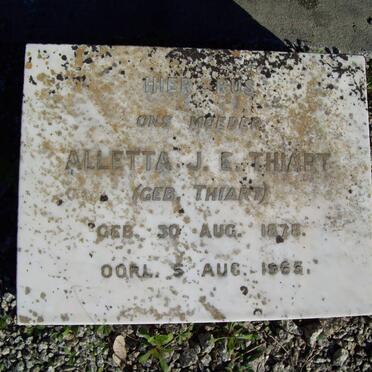 HIER RUS
ONS MOEDER
ALLETTA J. E. THIART
(GEB. THIART)
GEB. 30 AUG. 1878.
OORL. 5 AUG. 1965.